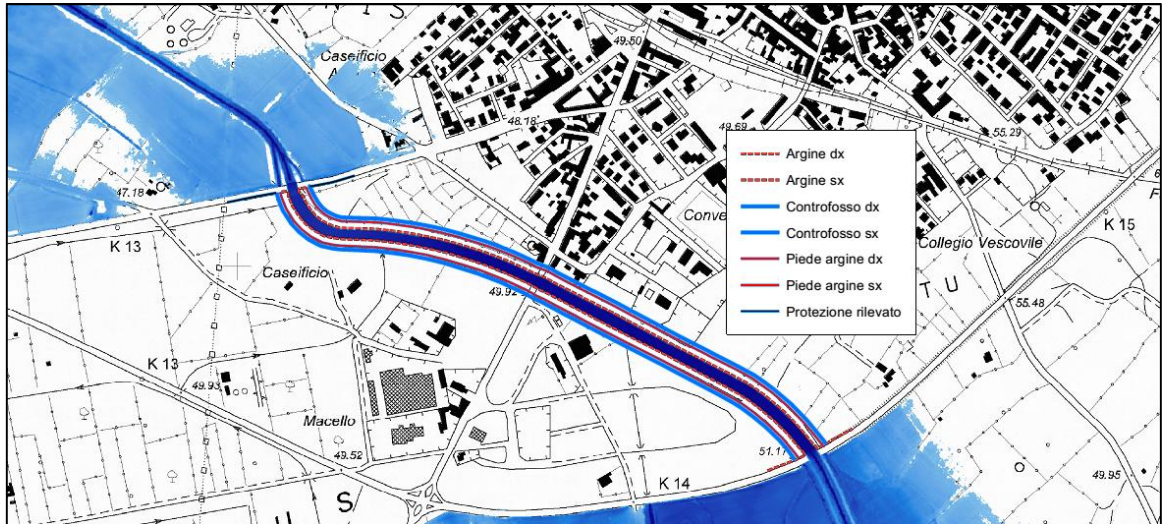 I S
49.50
Caseificio
48.18
49.69
55.29
47.18
Argine dx
Argine sx
Controfosso dx
Controfosso sx
Piede argine dx
Piede argine sx
Protezione rilevato
K 15
K 13
Collegio Vescovile
Caseificio
T U
49.92
55.48
K 13
49.93
Macello
49.52
51.17
K 14
49.95
U S